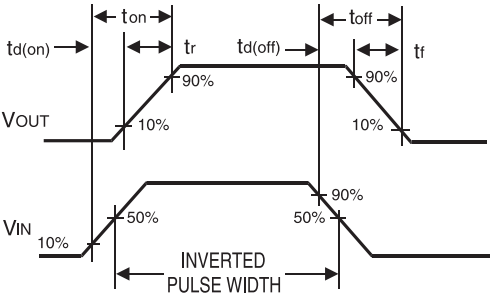 ton toff
td(on) tr td(off) tf
90% 90%
VOUT 10% 10%
90%
50% 50%
VIN 10%
INVERTED
PULSE WIDTH